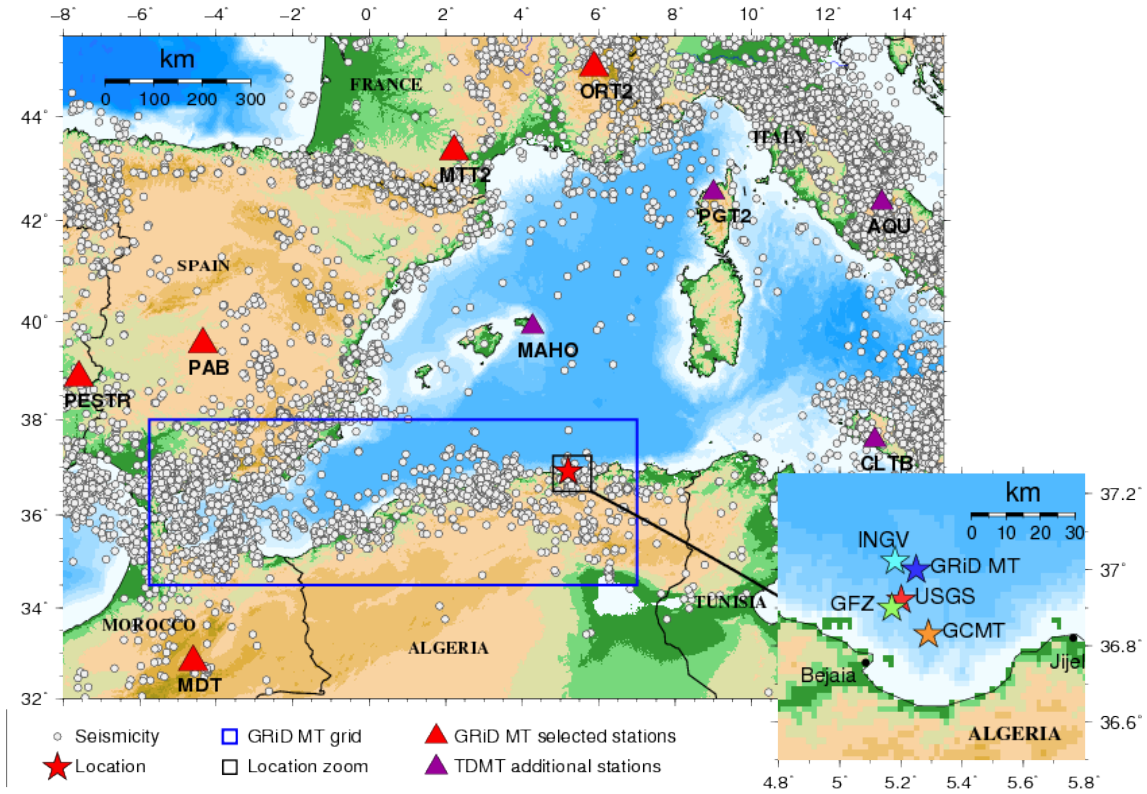 −8° −6° −4° −2° 0° 2° 4° 6° 8° 10° 12° 14°
km
0 100 200 300
44°
42°
40°
38°
36°
34°
32°
FRANCE
ORT2
ITALY
MTT2
PGT2
AQU
SPAIN
MAHO
PAB
PESTR
CLTB
TUNISIA
MOROCCO
ALGERIA
MDT
km
0 10 20 30
37.2°
37°
36.8°
36.6°
INGV
GRiD MT
GFZ
USGS
GCMT
Bejaia
Jijel
ALGERIA
4.8° 5° 5.2° 5.4° 5.6° 5.8°
Seismicity
GRiD MT grid
GRiD MT selected stations
Location
Location zoom
TDMT additional stations